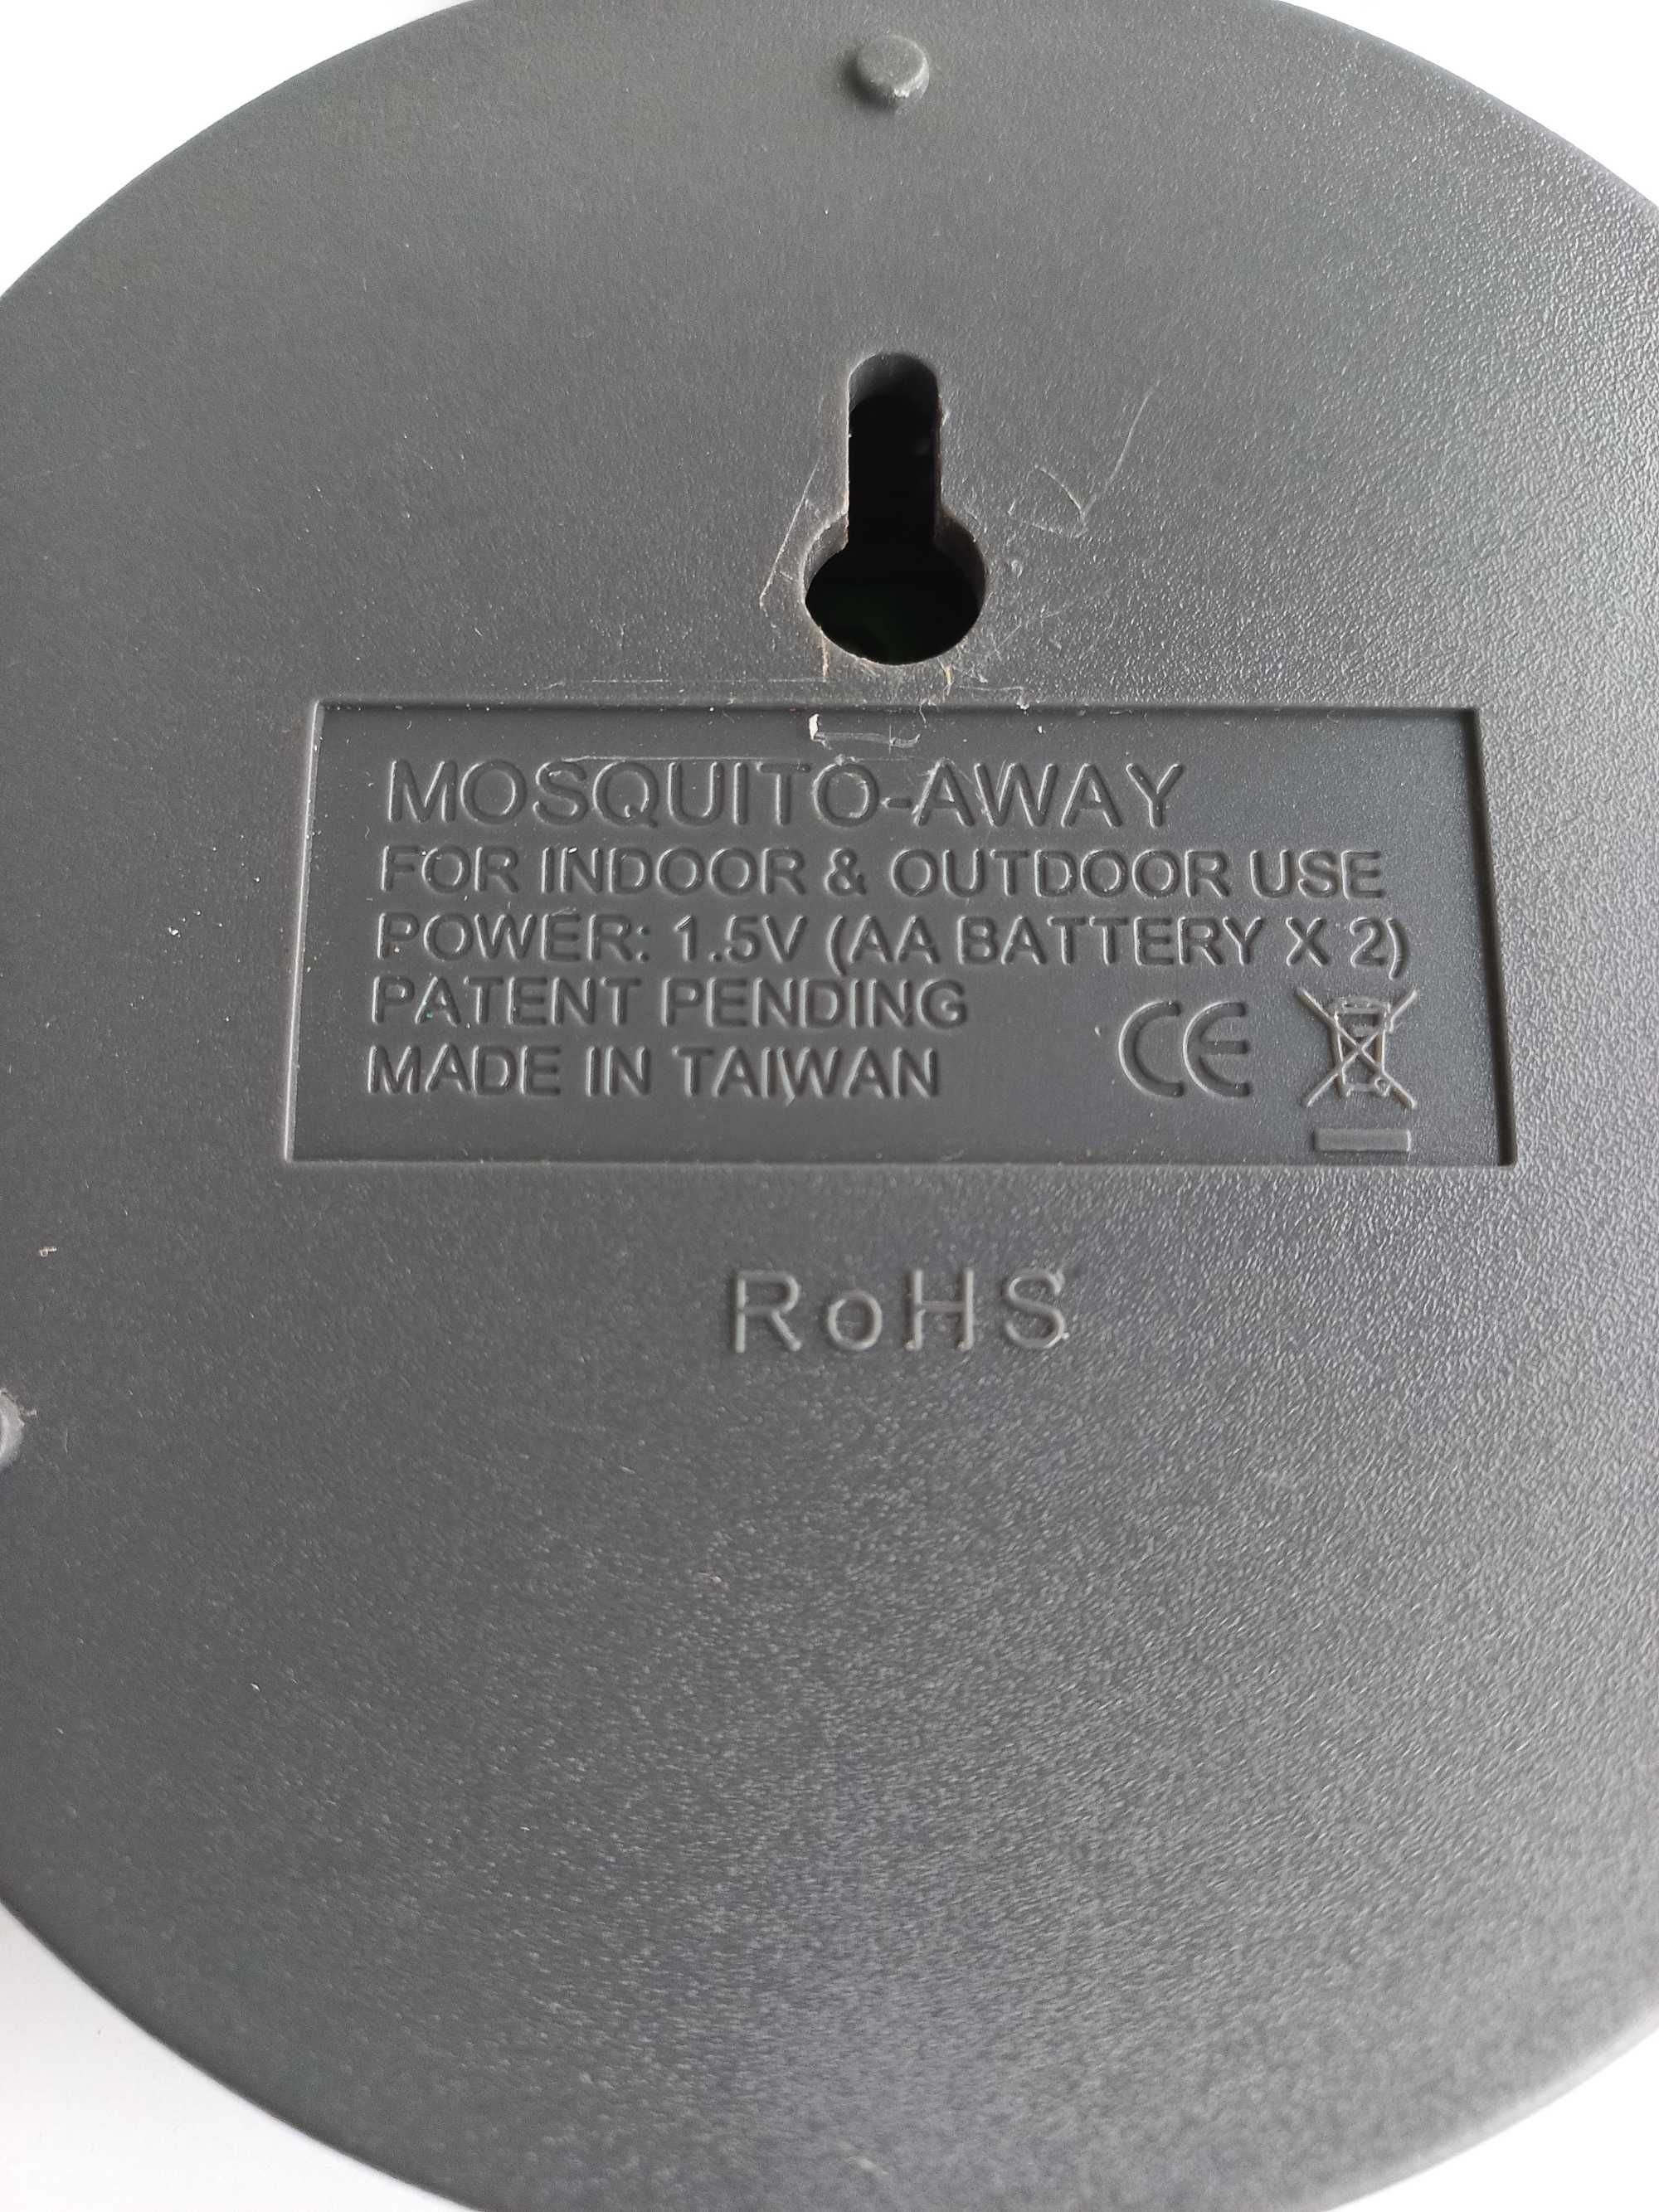 MOSQUITO-AWAY
FOR INDOOR & OUTDOOR USE
POWER: 1.5V (AA BATTERY X 2)
PATENT PENDING
MADE IN TAIWAN
CE
RoHS